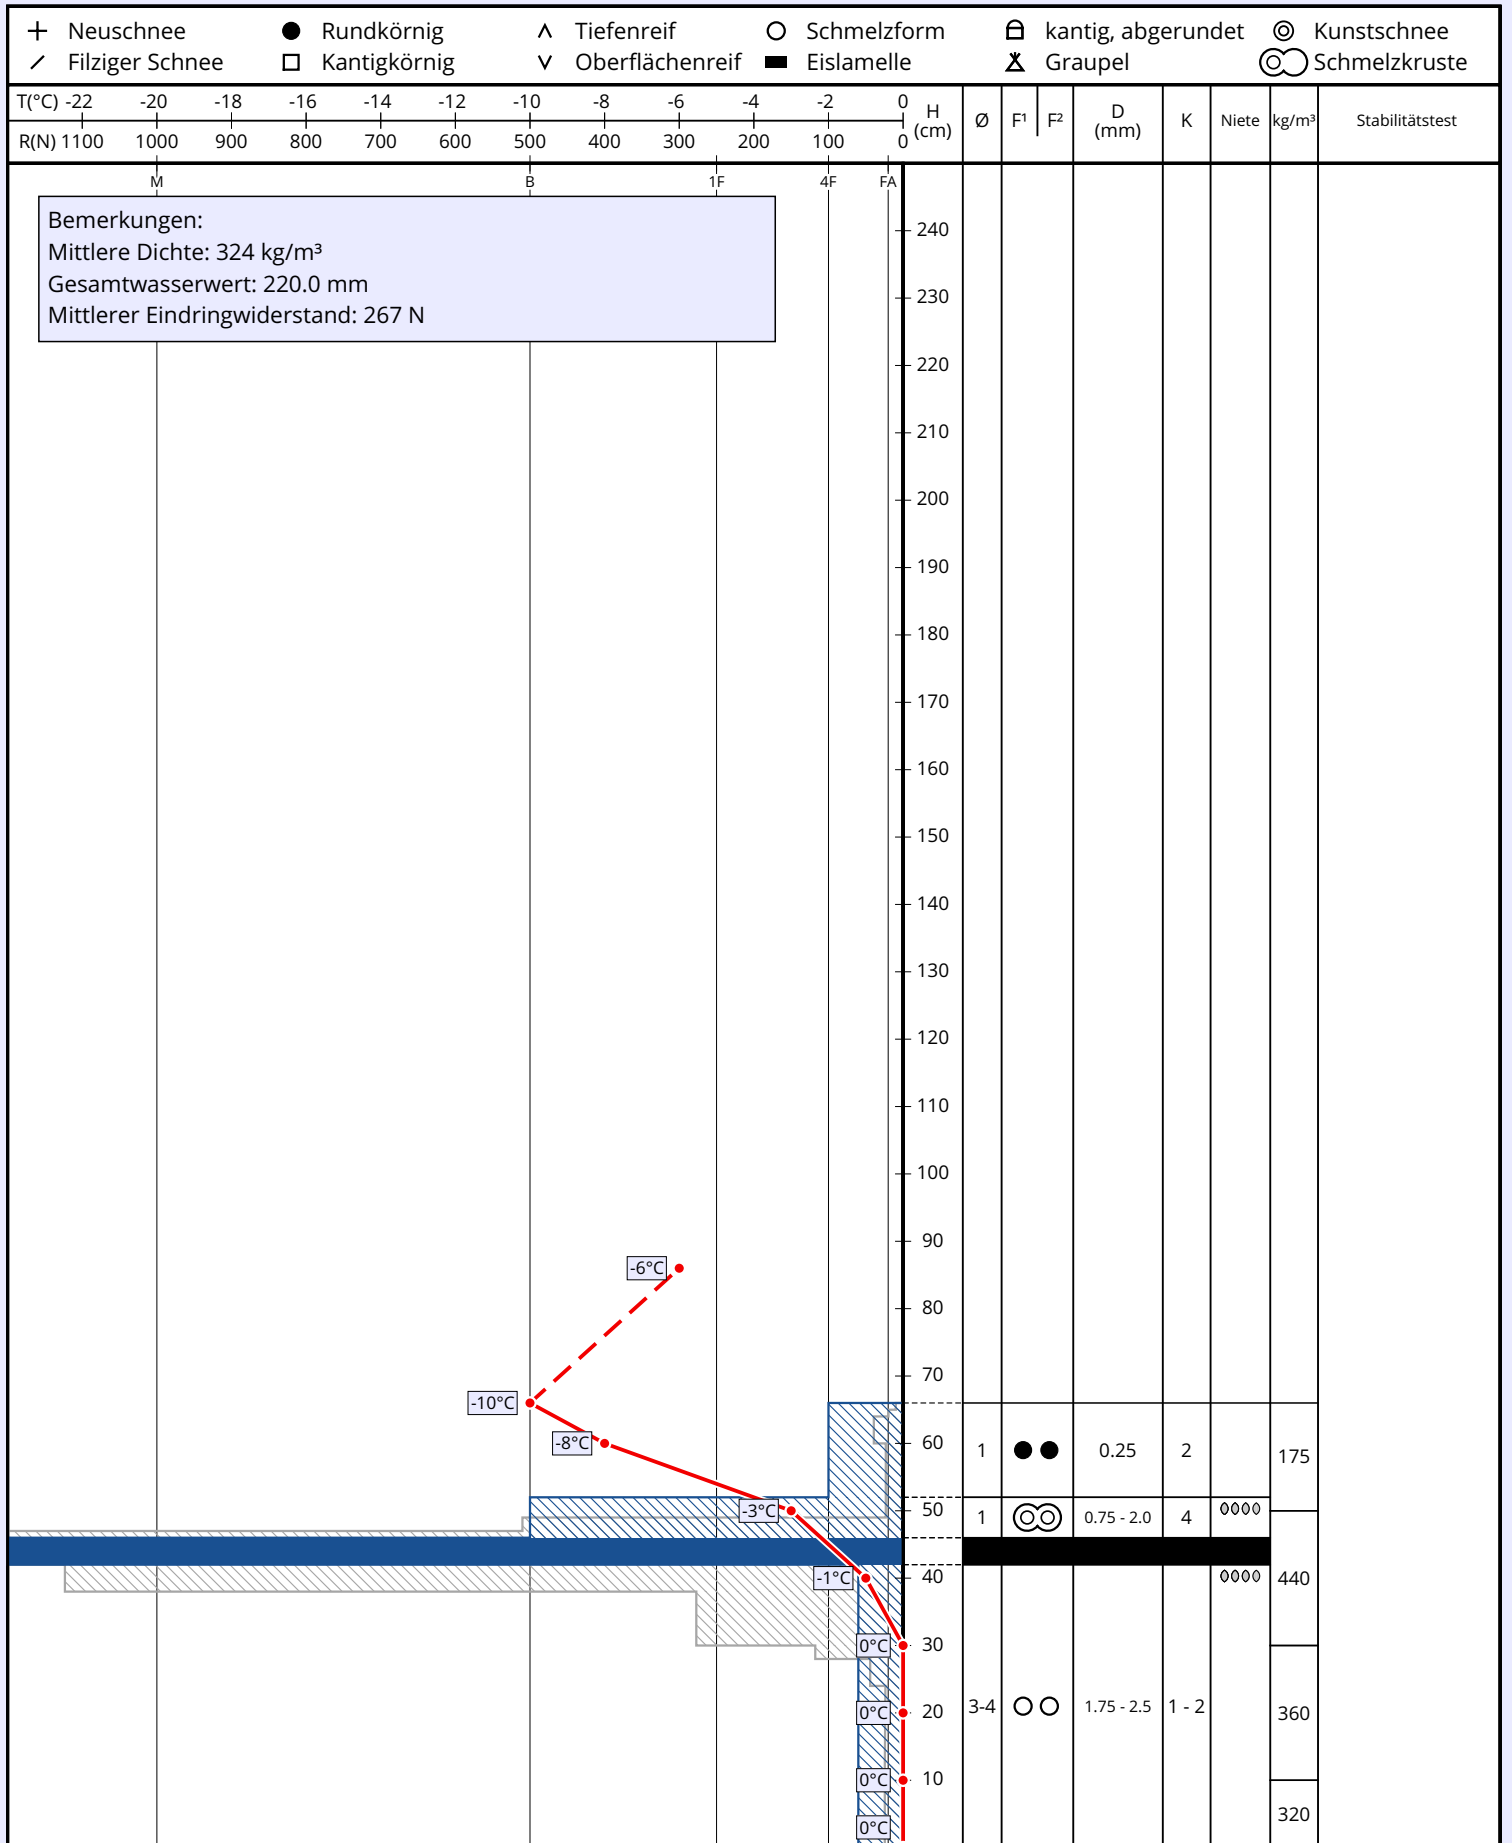 Neuschnee Rundkörnig Tiefenreif Schmelzform kantig, abgerundet Kunstschnee
Filziger Schnee Kantigkörnig Oberflächenreif Eislamelle Graupel Schmelzkruste
T(°C) -22 -20 -18 -16 -14 -12 -10 -8 -6 -4 -2 0
R(N) 1100 1000 900 800 700 600 500 400 300 200 100 0
H (cm) Ø F¹ F² D (mm) K Niete kg/m³ Stabilitätstest
M B 1F 4F FA
Bemerkungen:
Mittlere Dichte: 324 kg/m³
Gesamtwasserwert: 220.0 mm
Mittlerer Eindringwiderstand: 267 N
240
230
220
210
200
190
180
170
160
150
140
130
120
110
100
90
-6°C
80
70
-10°C
-8°C 60 1 0.25 2 175
-3°C 50 1 0.75 - 2.0 4
-1°C 40 440
0°C 30
0°C 20 3-4 1.75 - 2.5 1 - 2 360
0°C 10
0°C 320